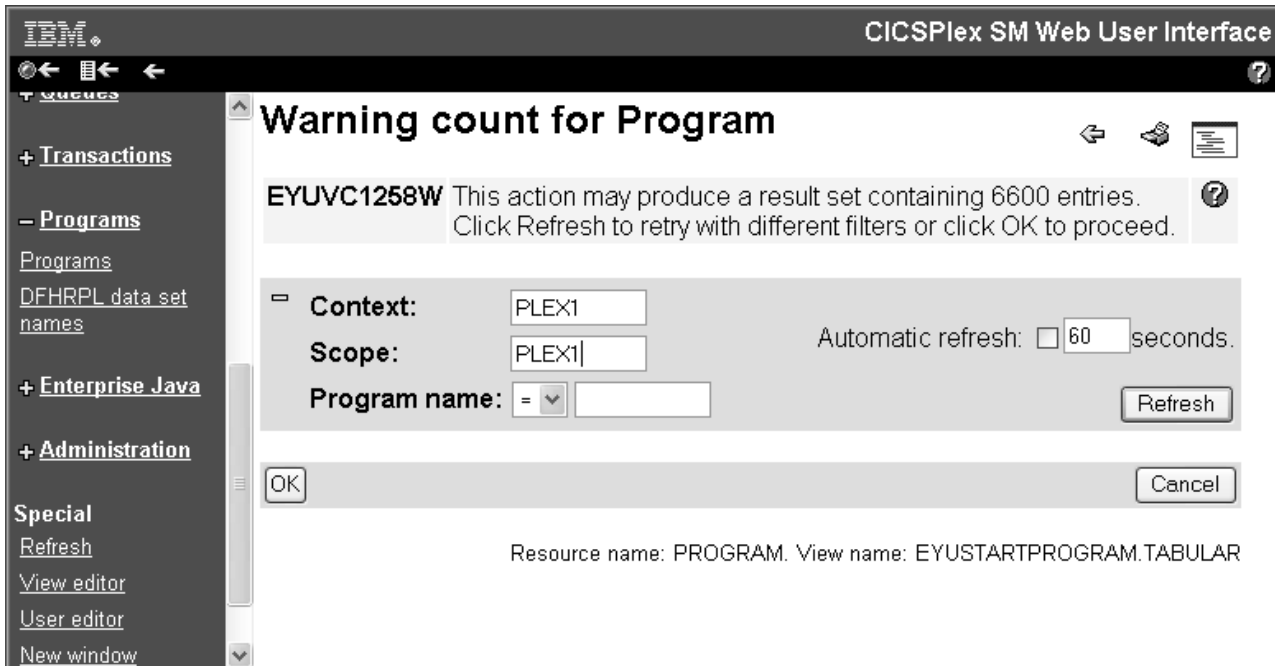 IBM
CICSPlex SM Web User Interface
+ Queues
+ Transactions
– Programs
Programs
DFHRPL data set
names
+ Enterprise Java
+ Administration
Special
Refresh
View editor
User editor
New window
Warning count for Program
EYUVC1258W This action may produce a result set containing 6600 entries.
Click Refresh to retry with different filters or click OK to proceed.
Context: PLEX1
Scope: PLEX1
Automatic refresh: 60 seconds.
Program name: =
Refresh
OK
Cancel
Resource name: PROGRAM. View name: EYUSTARTPROGRAM.TABULAR